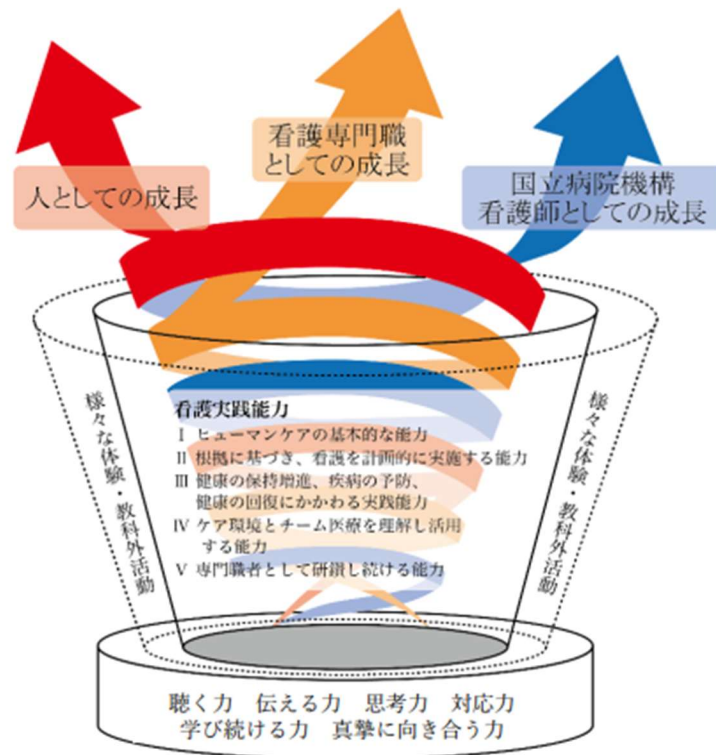 人としての成長
看護専門職
としての成長
国立病院機構
看護師としての成長
様々な体験・教科外活動
看護実践能力
Ⅰ ヒューマンケアの基本的な能力
Ⅱ 根拠に基づき、看護を計画的に実施する能力
Ⅲ 健康の保持増進、疾病の予防、
健康の回復にかかわる実践能力
Ⅳ ケア環境とチーム医療を理解し活用
する能力
Ⅴ 専門職者として研鑽し続ける能力
様々な体験・教科外活動
聴く力 伝える力 思考力 対応力
学び続ける力 真摯に向き合う力